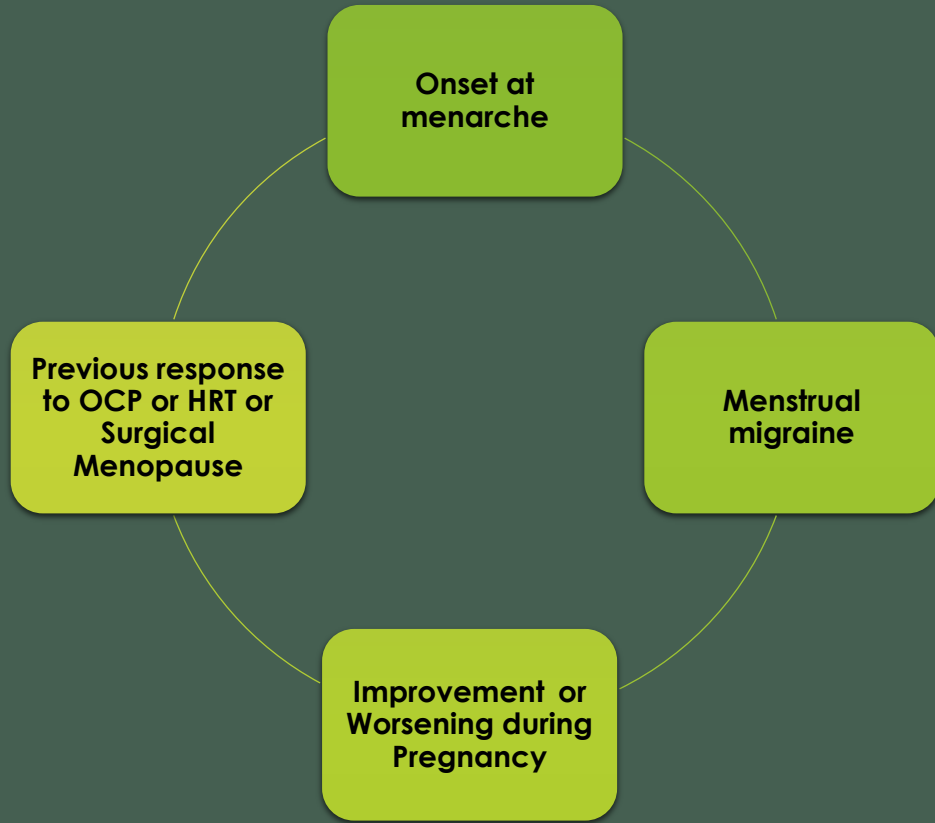 Onset at
menarche
Menstrual
migraine
Improvement or
Worsening during
Pregnancy
Previous response
to OCP or HRT or
Surgical
Menopause